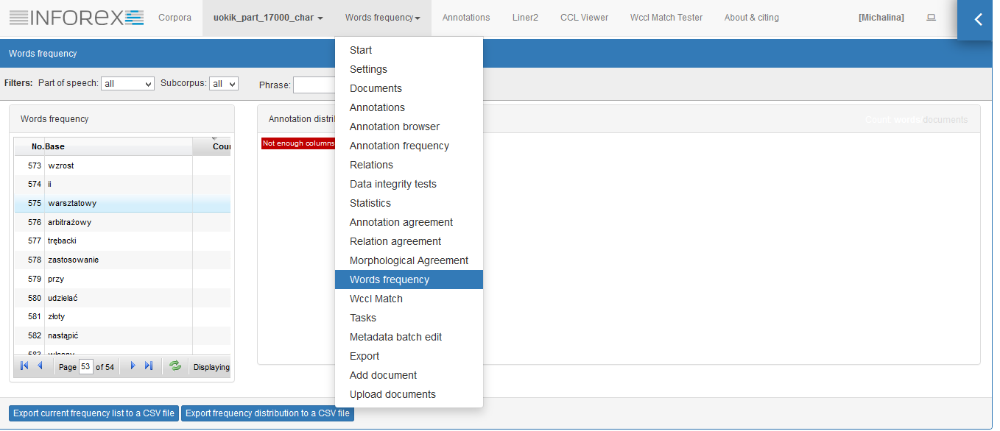 INFOREX Corpora uokik_part_17000_char Words frequency Annotations Liner2 CCL Viewer Wccl Match Tester About & citing [Michalina]
Words frequency
Filters: Part of speech: all Subcorpus: all Phrase:
Words frequency
No. Base Cour
573 wzrost
574 ii
575 warsztatowy
576 arbitrażowy
577 trębacki
578 zastosowanie
579 przy
580 udzielać
581 złoty
582 nastąpić
583 własny
Page 53 of 54 Displaying
Annotation distri
Count: words/documents
Not enough columns
Start
Settings
Documents
Annotations
Annotation browser
Annotation frequency
Relations
Data integrity tests
Statistics
Annotation agreement
Relation agreement
Morphological Agreement
Words frequency
Wccl Match
Tasks
Metadata batch edit
Export
Add document
Upload documents
Export current frequency list to a CSV file Export frequency distribution to a CSV file